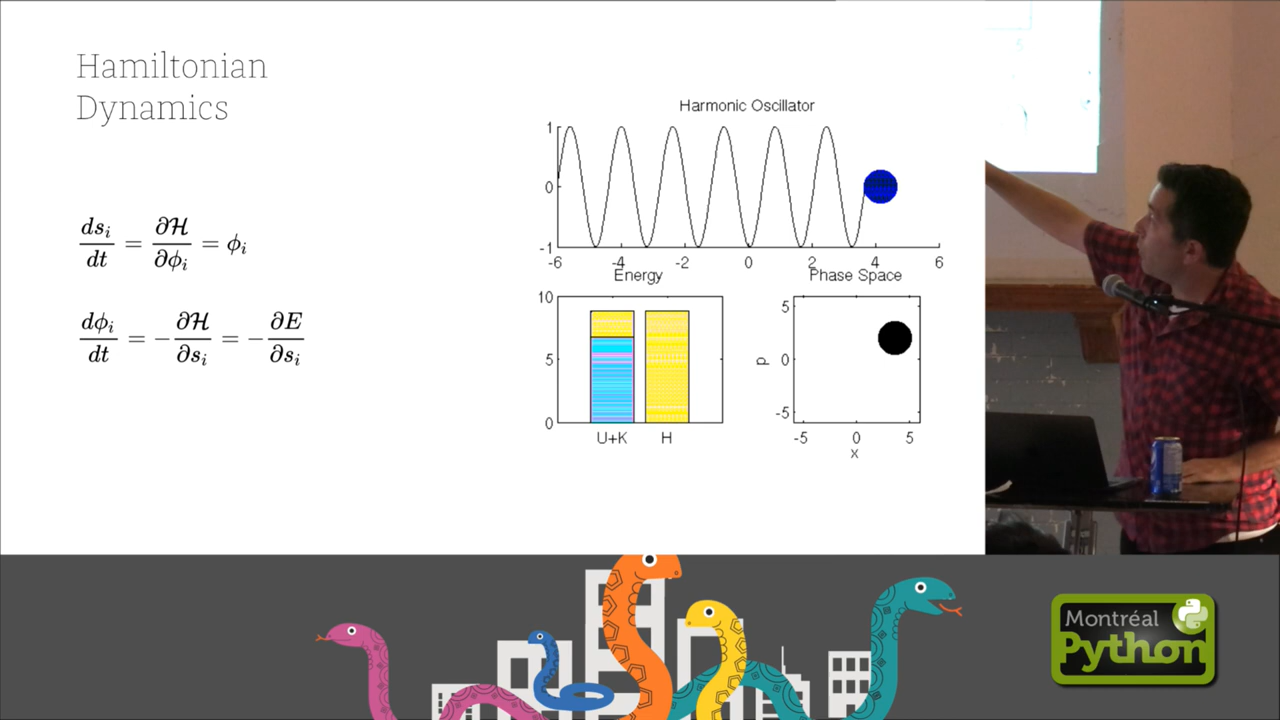 Hamiltonian
Dynamics
ds_i/dt = ∂ℋ/∂ϕ_i = ϕ_i
dϕ_i/dt = −∂ℋ/∂s_i = −∂E/∂s_i
Harmonic Oscillator
1
0
-1
-6 -4 -2 0 2 4 6
Energy
10
5
0
U+K H
Phase Space
5
0
-5
p
-5 0 5
x
Montréal
Python